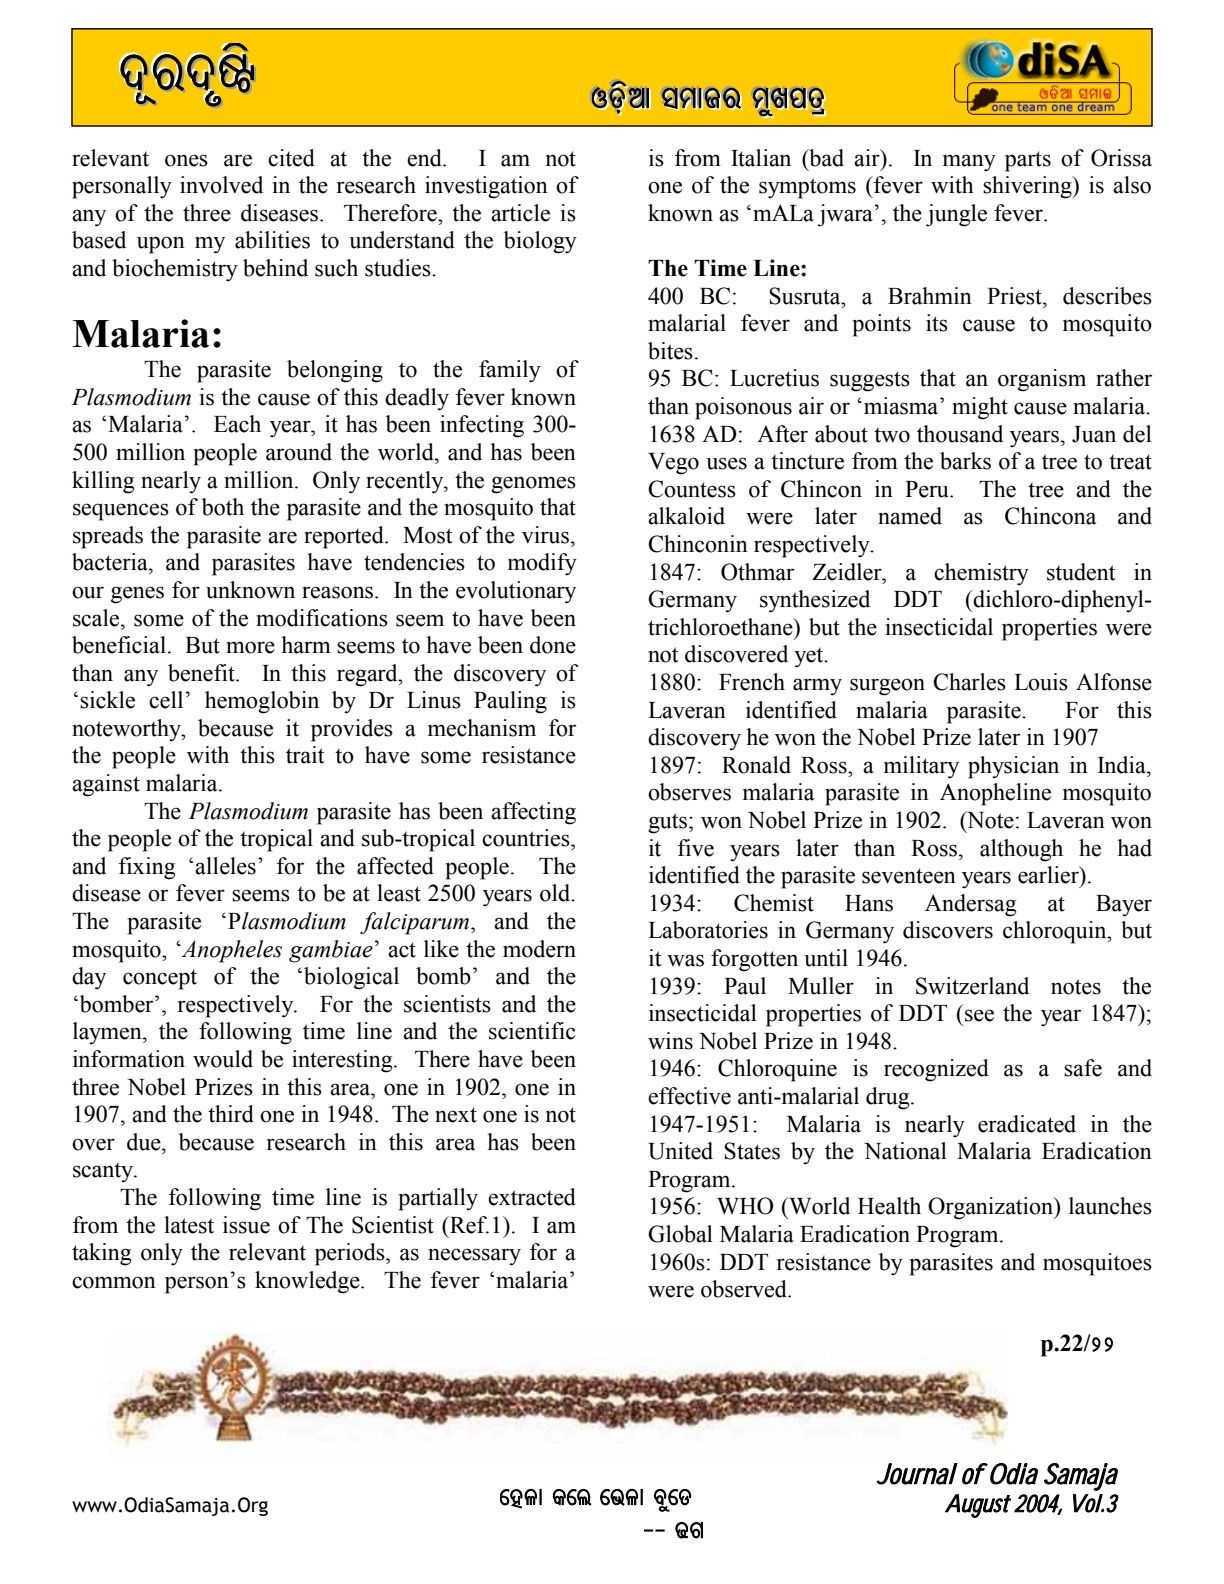 ଦୂରଦୃଷ୍ଟି
ଓଡ଼ିଆ ସମାଜର ମୁଖପତ୍ର
OdiSA
ଓଡ଼ିଆ ସମାଜ
one team one dream
relevant ones are cited at the end. I am not
personally involved in the research investigation of
any of the three diseases. Therefore, the article is
based upon my abilities to understand the biology
and biochemistry behind such studies.
Malaria:
The parasite belonging to the family of
Plasmodium is the cause of this deadly fever known
as ‘Malaria’. Each year, it has been infecting 300-
500 million people around the world, and has been
killing nearly a million. Only recently, the genomes
sequences of both the parasite and the mosquito that
spreads the parasite are reported. Most of the virus,
bacteria, and parasites have tendencies to modify
our genes for unknown reasons. In the evolutionary
scale, some of the modifications seem to have been
beneficial. But more harm seems to have been done
than any benefit. In this regard, the discovery of
‘sickle cell’ hemoglobin by Dr Linus Pauling is
noteworthy, because it provides a mechanism for
the people with this trait to have some resistance
against malaria.
The Plasmodium parasite has been affecting
the people of the tropical and sub-tropical countries,
and fixing ‘alleles’ for the affected people. The
disease or fever seems to be at least 2500 years old.
The parasite ‘Plasmodium falciparum, and the
mosquito, ‘Anopheles gambiae’ act like the modern
day concept of the ‘biological bomb’ and the
‘bomber’, respectively. For the scientists and the
laymen, the following time line and the scientific
information would be interesting. There have been
three Nobel Prizes in this area, one in 1902, one in
1907, and the third one in 1948. The next one is not
over due, because research in this area has been
scanty.
The following time line is partially extracted
from the latest issue of The Scientist (Ref.1). I am
taking only the relevant periods, as necessary for a
common person’s knowledge. The fever ‘malaria’
is from Italian (bad air). In many parts of Orissa
one of the symptoms (fever with shivering) is also
known as ‘mALa jwara’, the jungle fever.
The Time Line:
400 BC: Susruta, a Brahmin Priest, describes
malarial fever and points its cause to mosquito
bites.
95 BC: Lucretius suggests that an organism rather
than poisonous air or ‘miasma’ might cause malaria.
1638 AD: After about two thousand years, Juan del
Vego uses a tincture from the barks of a tree to treat
Countess of Chincon in Peru. The tree and the
alkaloid were later named as Chincona and
Chinconin respectively.
1847: Othmar Zeidler, a chemistry student in
Germany synthesized DDT (dichloro-diphenyl-
trichloroethane) but the insecticidal properties were
not discovered yet.
1880: French army surgeon Charles Louis Alfonse
Laveran identified malaria parasite. For this
discovery he won the Nobel Prize later in 1907
1897: Ronald Ross, a military physician in India,
observes malaria parasite in Anopheline mosquito
guts; won Nobel Prize in 1902. (Note: Laveran won
it five years later than Ross, although he had
identified the parasite seventeen years earlier).
1934: Chemist Hans Andersag at Bayer
Laboratories in Germany discovers chloroquin, but
it was forgotten until 1946.
1939: Paul Muller in Switzerland notes the
insecticidal properties of DDT (see the year 1847);
wins Nobel Prize in 1948.
1946: Chloroquine is recognized as a safe and
effective anti-malarial drug.
1947-1951: Malaria is nearly eradicated in the
United States by the National Malaria Eradication
Program.
1956: WHO (World Health Organization) launches
Global Malaria Eradication Program.
1960s: DDT resistance by parasites and mosquitoes
were observed.
p.22/୨୨
Journal of Odia Samaja
www.OdiaSamaja.Org
ହେଳା କଲେ ଭେଳା ବୁଡେ
August 2004, Vol.3
-- ଢଗ